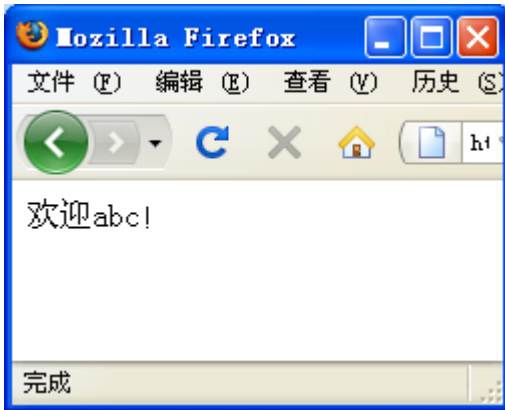 Mozilla Firefox
文件 (F) 编辑 (E) 查看 (V) 历史 (S)
欢迎abc!
完成